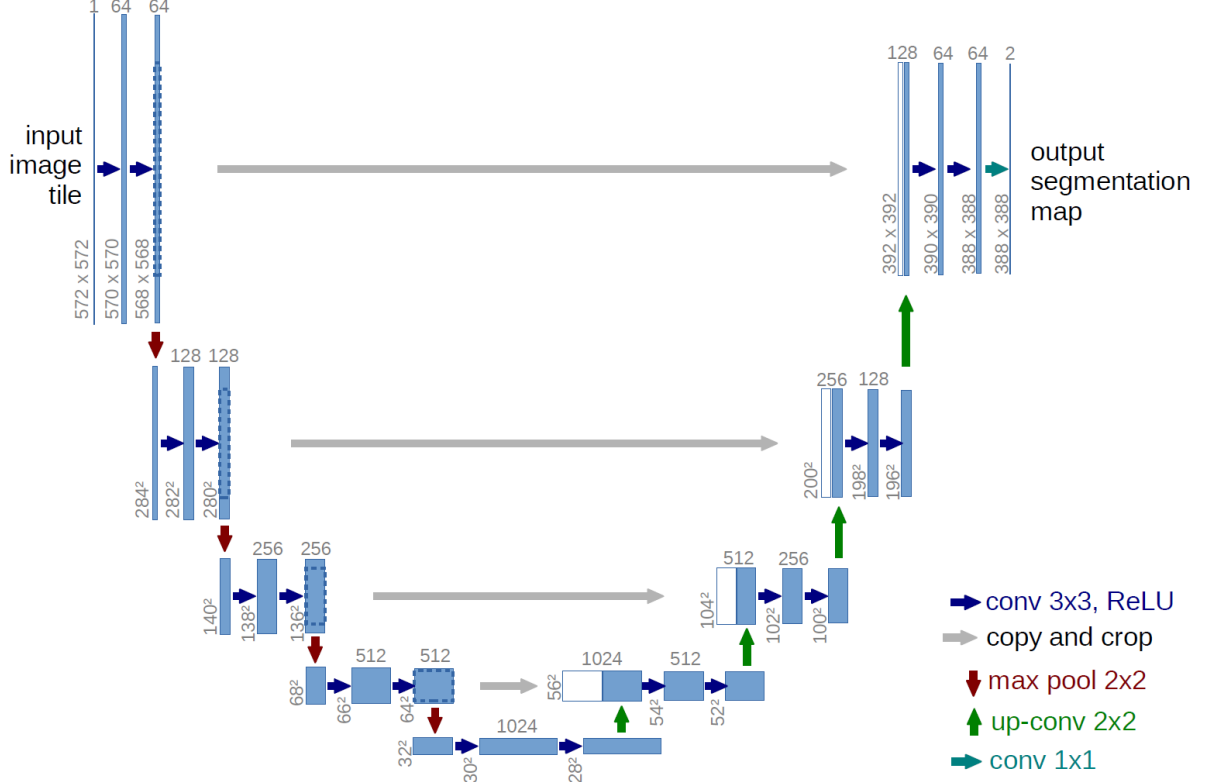 1 64 64
128 64 64 2
input
image
tile
output
segmentation
map
572 x 572
570 x 570
568 x 568
392 x 392
390 x 390
388 x 388
388 x 388
128 128
256 128
284²
282²
280²
200²
198²
196²
256 256
512 256
140²
138²
136²
104²
102²
100²
512 512
1024 512
68²
66²
64²
56²
54²
52²
1024
32²
30²
28²
conv 3x3, ReLU
copy and crop
max pool 2x2
up-conv 2x2
conv 1x1